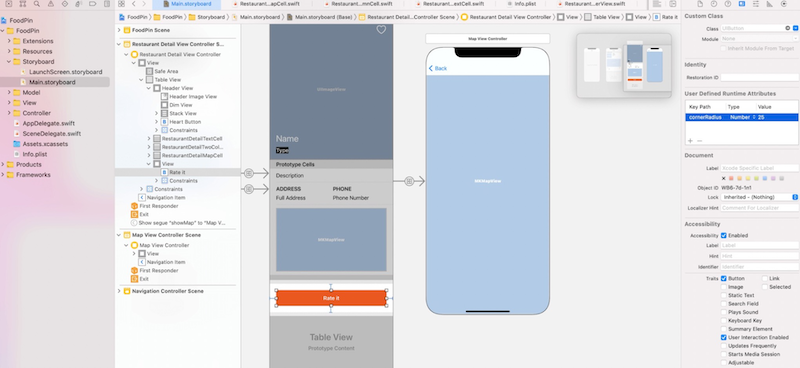 FoodPin
FoodPin
Extensions
Resources
Storyboard
LaunchScreen.storyboard
Main.storyboard
Model
View
Controller
AppDelegate.swift
SceneDelegate.swift
Assets.xcassets
Info.plist
Products
Frameworks
Main.storyboard
Restaurant...apCell.swift
Restaurant...mnCell.swift
Restaurant...extCell.swift
Info.plist
Restaurant...erView.swift
FoodPin
FoodPin
Storyboard
Main.storyboard
Main.storyboard (Base)
Restaurant Detail...Controller Scene
Restaurant Detail View Controller
View
Table View
View
Rate It
FoodPin Scene
Restaurant Detail View Controller S...
Restaurant Detail View Controller
View
Safe Area
Table View
Header View
Header Image View
Dim View
Stack View
Heart Button
Constraints
RestaurantDetailTextCell
RestaurantDetailTwoCol...
RestaurantDetailMapCell
View
Rate It
Constraints
Constraints
Navigation Item
First Responder
Exit
Show segue "showMap" to "Map V...
Map View Controller Scene
Map View Controller
View
Navigation Item
First Responder
Exit
Navigation Controller Scene
Name
Type
Prototype Cells
Description
ADDRESS PHONE
Full Address Phone Number
MKMapView
Rate It
Table View
Prototype Content
Map View Controller
Back
MKMapView
Custom Class
Class UIButton
Module None
Inherit Module From Target
Identity
Restoration ID
User Defined Runtime Attributes
Key Path Type Value
cornerRadius Number 25
Document
Label Xcode Specific Label
Object ID
Lock Inherited - (Nothing)
Localizer Hint Comment For Localizer
Accessibility
Accessibility Enabled
Label Label
Hint Hint
Identifier Identifier
Traits Button Link
Image Selected
Static Text
Search Field
Plays Sound
Keyboard Key
Summary Element
User Interaction Enabled
Updates Frequently
Starts Media Session
Adjustable